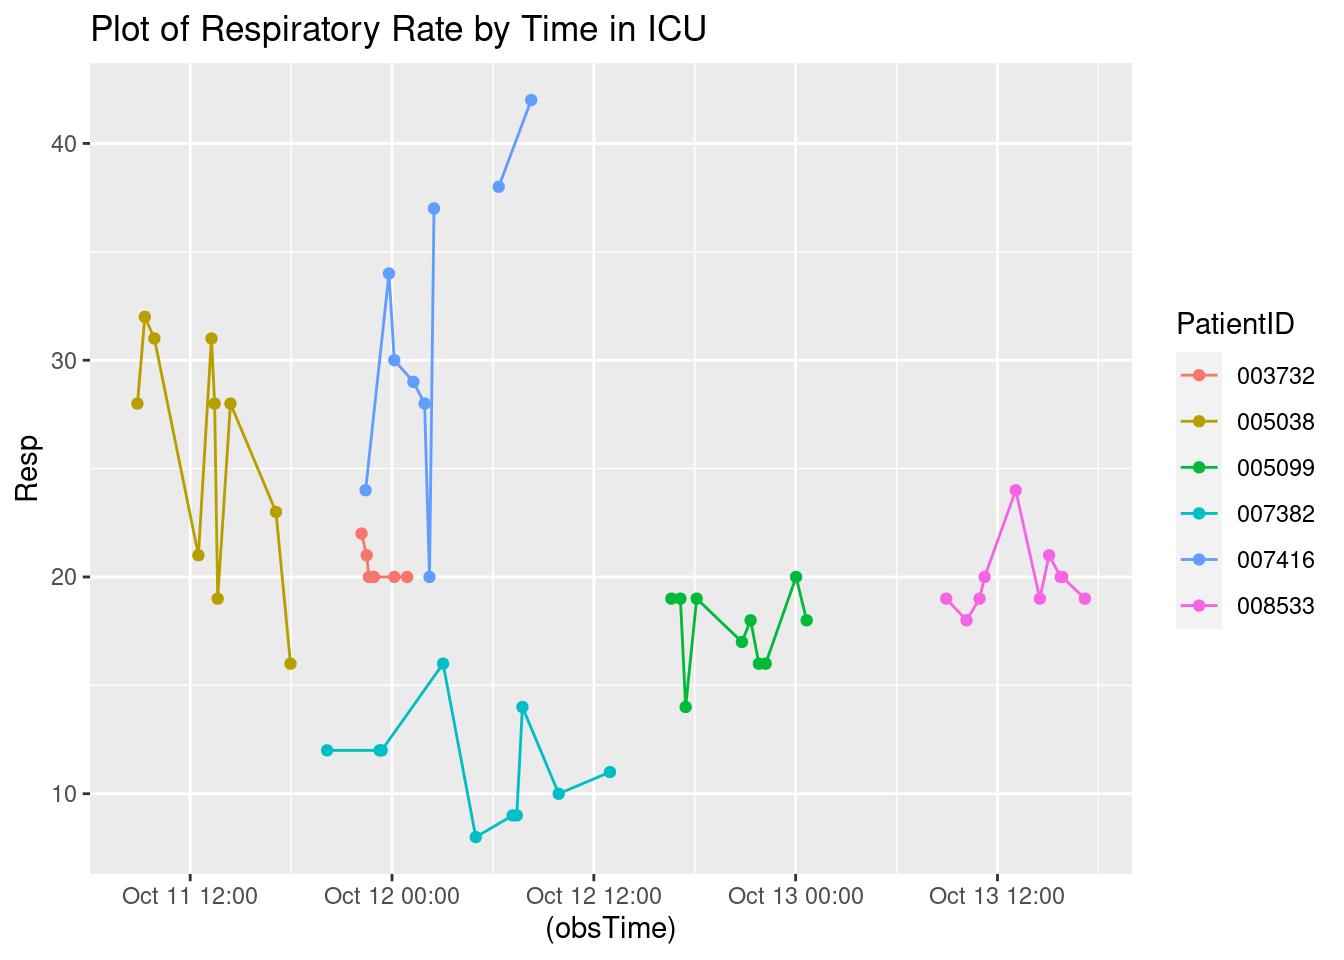 Plot of Respiratory Rate by Time in ICU
Resp
40
30
20
10
Oct 11 12:00
Oct 12 00:00
Oct 12 12:00
Oct 13 00:00
Oct 13 12:00
(obsTime)
PatientID
003732
005038
005099
007382
007416
008533